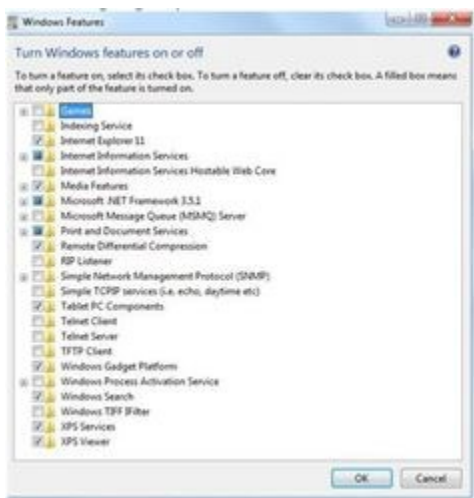 Windows Features
Turn Windows features on or off
To turn a feature on, select its check box. To turn a feature off, clear its check box. A filled box means
that only part of the feature is turned on.
Games
Indexing Service
Internet Explorer 11
Internet Information Services
Internet Information Services Hostable Web Core
Media Features
Microsoft .NET Framework 3.5.1
Microsoft Message Queue (MSMQ) Server
Print and Document Services
Remote Differential Compression
RIP Listener
Simple Network Management Protocol (SNMP)
Simple TCPIP services (i.e. echo, daytime etc)
Tablet PC Components
Telnet Client
Telnet Server
TFTP Client
Windows Gadget Platform
Windows Process Activation Service
Windows Search
Windows TIFF IFilter
XPS Services
XPS Viewer
OK
Cancel